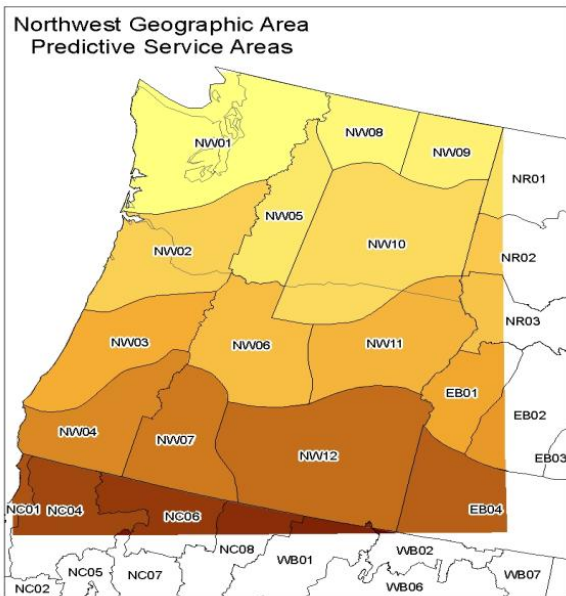 Northwest Geographic Area
Predictive Service Areas
NW01
NW08
NW09
NR01
NW05
NW02
NW10
NR02
NR03
NW03
NW06
NW11
EB01
EB02
NW04
NW07
NW12
EB03
NC01
NC04
NC06
EB04
NC08
WB01
WB02
NC05
NC07
WB07
NC02
WB06